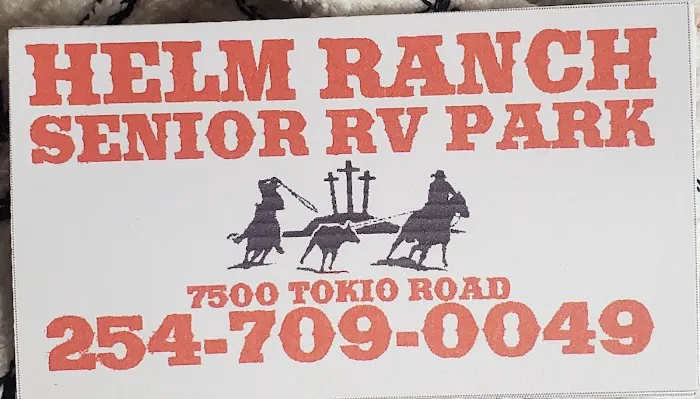 HELM RANCH
SENIOR RV PARK
7500 TOKIO ROAD
254-709-0049